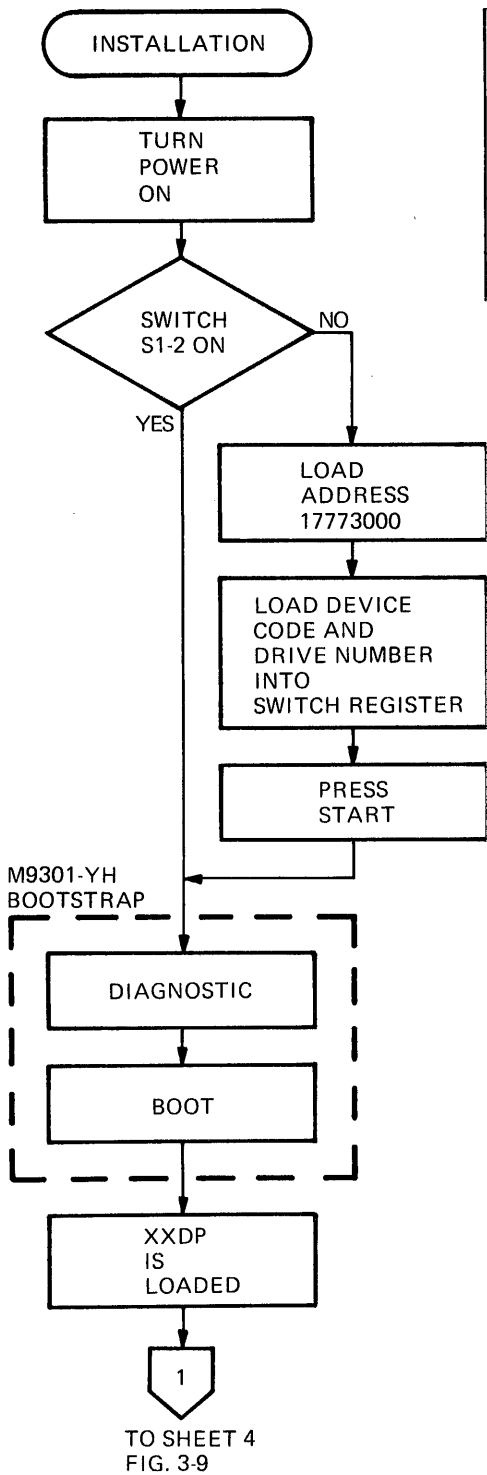 INSTALLATION
TURN
POWER
ON
SWITCH
S1-2 ON
NO
YES
LOAD
ADDRESS
17773000
LOAD DEVICE
CODE AND
DRIVE NUMBER
INTO
SWITCH REGISTER
PRESS
START
M9301-YH
BOOTSTRAP
DIAGNOSTIC
BOOT
XXDP
IS
LOADED
1
TO SHEET 4
FIG. 3-9